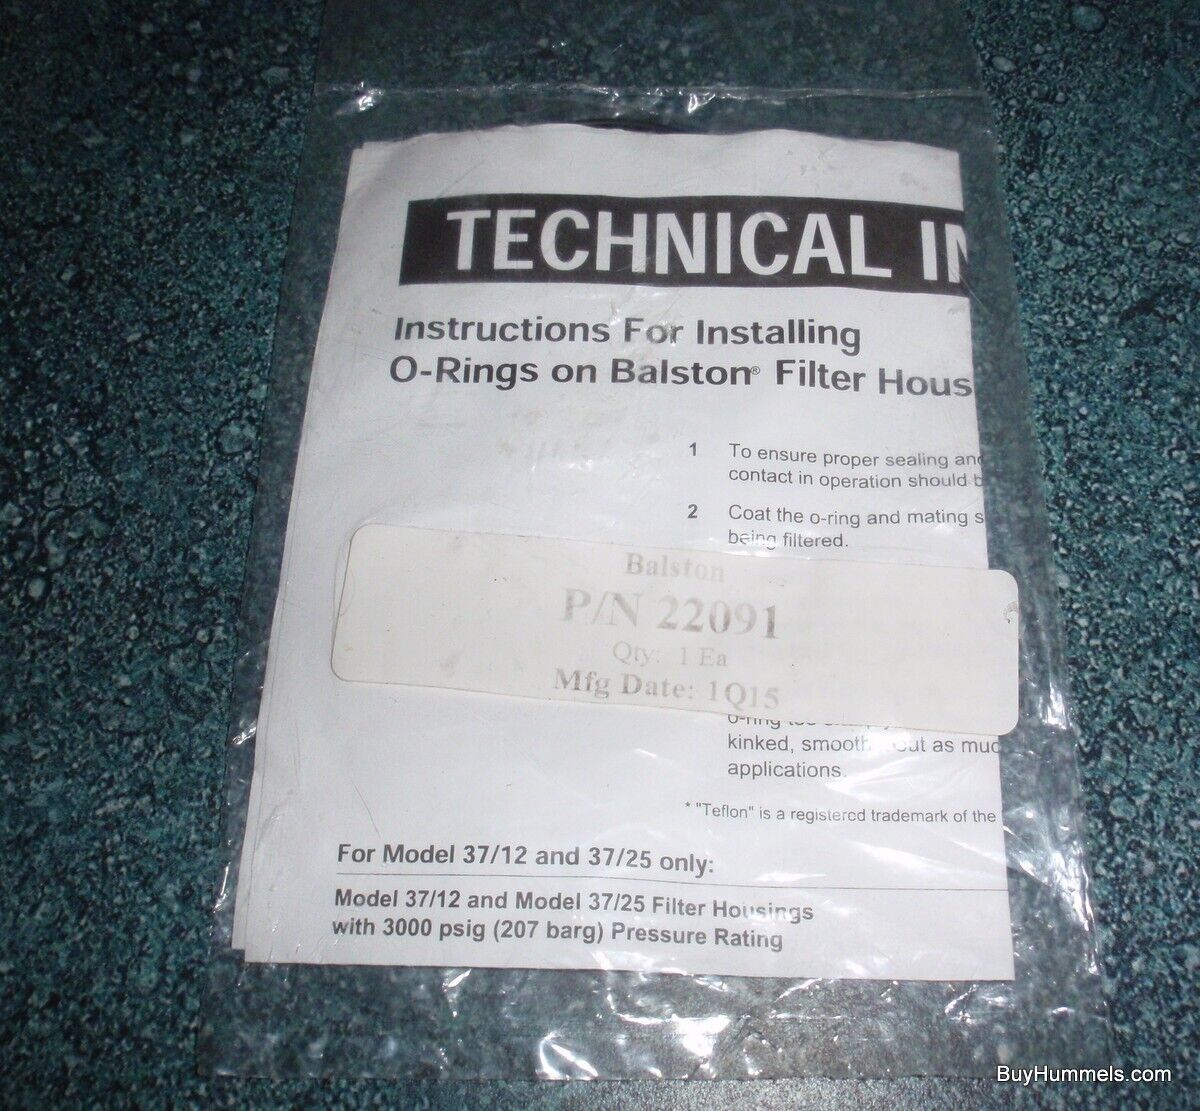 TECHNICAL IN
Instructions For Installing
O-Rings on Balston® Filter Hous
1 To ensure proper sealing and
contact in operation should b
2 Coat the o-ring and mating s
being filtered.
Balston
P/N 22091
Qty: 1 Ea
Mfg Date: 1Q15
o-ring
kinked, smooth out as muc
applications.
* "Teflon" is a registered trademark of the
For Model 37/12 and 37/25 only:
Model 37/12 and Model 37/25 Filter Housings
with 3000 psig (207 barg) Pressure Rating
BuyHummels.com